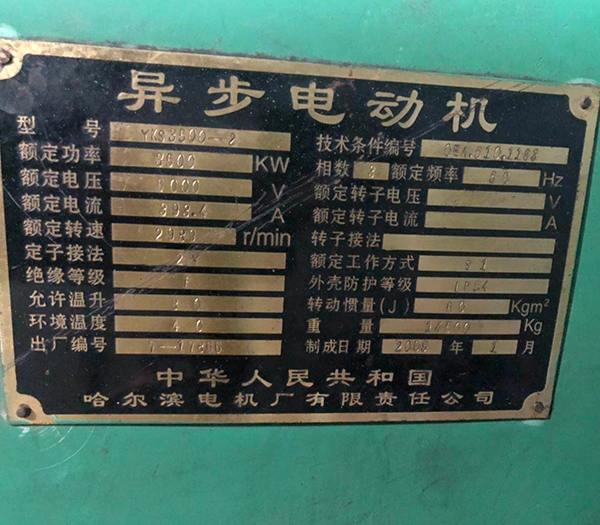 异步电动机
型号 YKS3600-2
额定功率 3600 KW
额定电压 6000 V
额定电流 393.4 A
额定转速 2980 r/min
定子接法 2Y
绝缘等级 F
允许温升 80
环境温度 40
出厂编号
技术条件编号
相数 3 额定频率 Hz
额定转子电压 V
额定转子电流 A
转子接法
额定工作方式 S1
外壳防护等级 IP54
转动惯量(J) 60 Kgm²
重量 Kg
制成日期 2008 年 1 月
中华人民共和国
哈尔滨电机厂有限责任公司